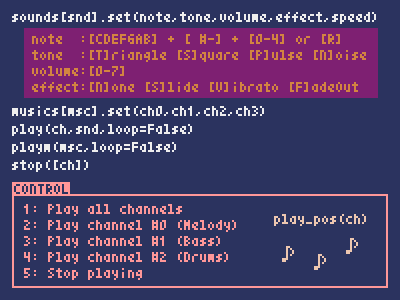 sounds[snd].set(note,tone,volume,effect,speed)
note  :[CDEFGAB] + [ #-] + [0-4] or [R]
tone  :[T]riangle [S]quare [P]ulse [N]oise
volume:[0-7]
effect:[N]one [S]lide [V]ibrato [F]adeOut
musics[msc].set(ch0,ch1,ch2,ch3)
play(ch,snd,loop=False)
playm(msc,loop=False)
stop([ch])
CONTROL
1: Play all channels
2: Play channel #0 (Melody)
3: Play channel #1 (Bass)
4: Play channel #2 (Drums)
5: Stop playing
play_pos(ch)